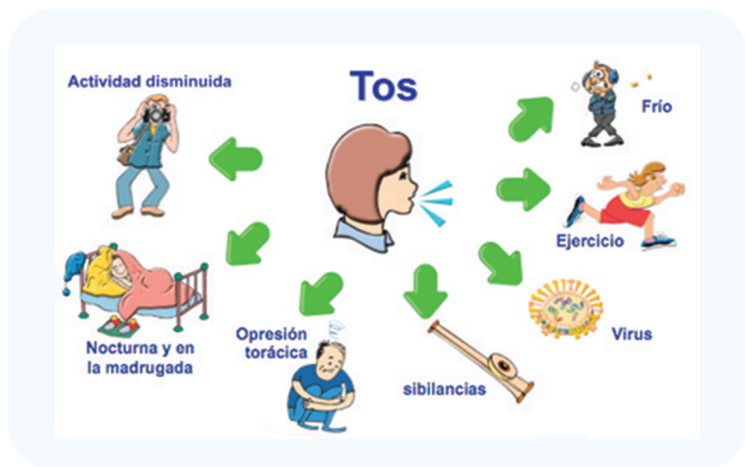 Tos
Actividad disminuida
Frío
Ejercicio
Virus
sibilancias
Opresión
torácica
Nocturna y en
la madrugada